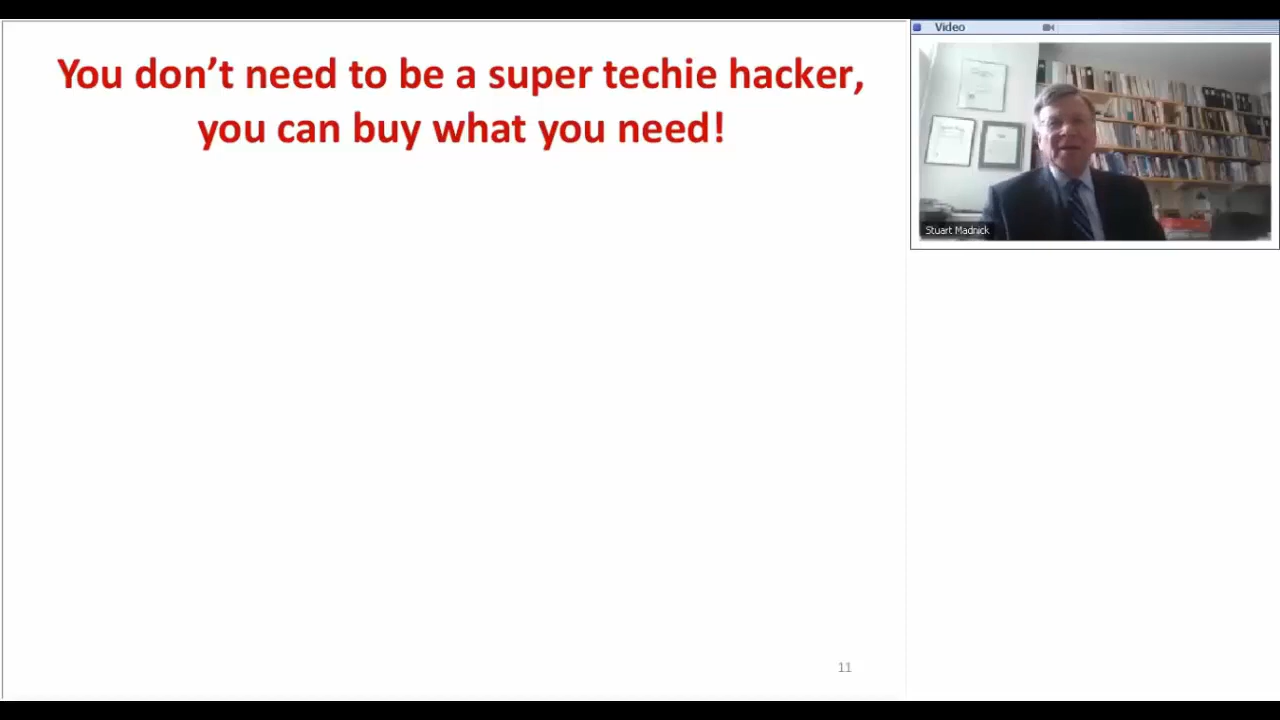 You don’t need to be a super techie hacker,
you can buy what you need!
11
Video
Stuart Madnick